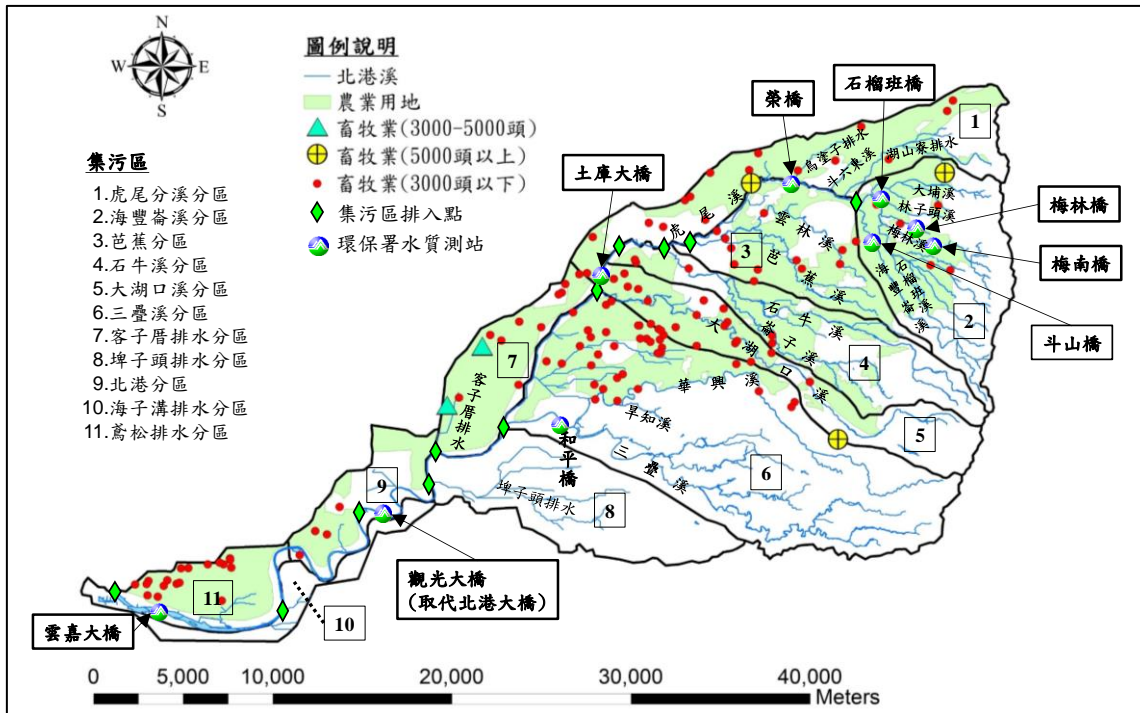 N
W
E
S
圖例說明
北港溪
農業用地
畜牧業(3000-5000頭)
畜牧業(5000頭以上)
畜牧業(3000頭以下)
集污區排入點
環保署水質測站
集污區
1.虎尾分溪分區
2.海豐崙溪分區
3.芭蕉分區
4.石牛溪分區
5.大湖口溪分區
6.三疊溪分區
7.客子厝排水分區
8.埤子頭排水分區
9.北港分區
10.海子溝排水分區
11.蔦松排水分區
石榴班橋
榮橋
土庫大橋
梅林橋
梅南橋
斗山橋
和平橋
觀光大橋
(取代北港大橋)
雲嘉大橋
烏塗子排水
斗六東溪
湖山寮排水
大埔溪
林子頭溪
梅林溪
石榴班溪
海豐崙溪
虎尾溪
雲林溪
芭蕉溪
石牛溪
崙子溪
大湖口溪
華興溪
早知溪
三疊溪
埤子頭排水
客子厝排水
1
2
3
4
5
6
7
8
9
10
11
0
5,000
10,000
20,000
30,000
40,000
Meters